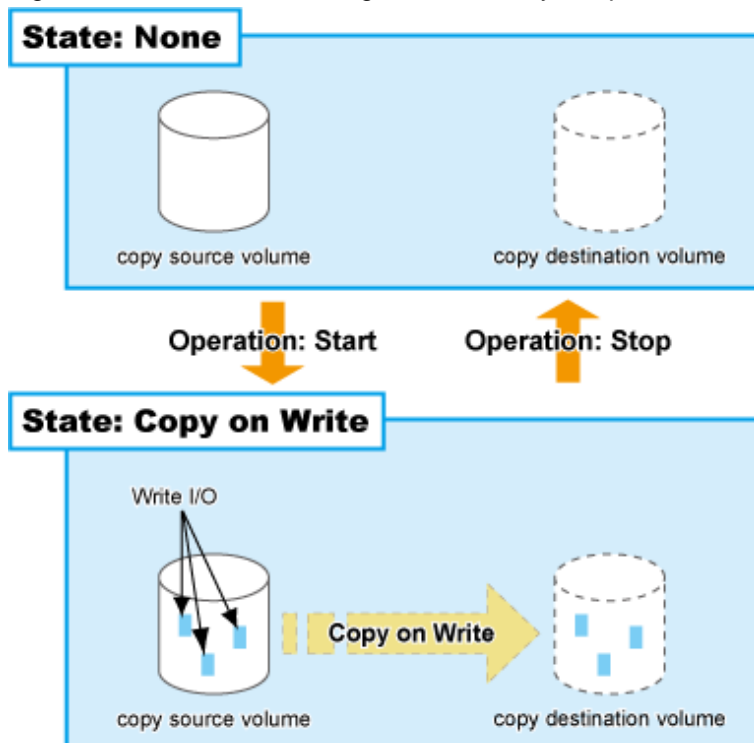 State: None
copy source volume
copy destination volume
Operation: Start
Operation: Stop
State: Copy on Write
Write I/O
Copy on Write
copy source volume
copy destination volume